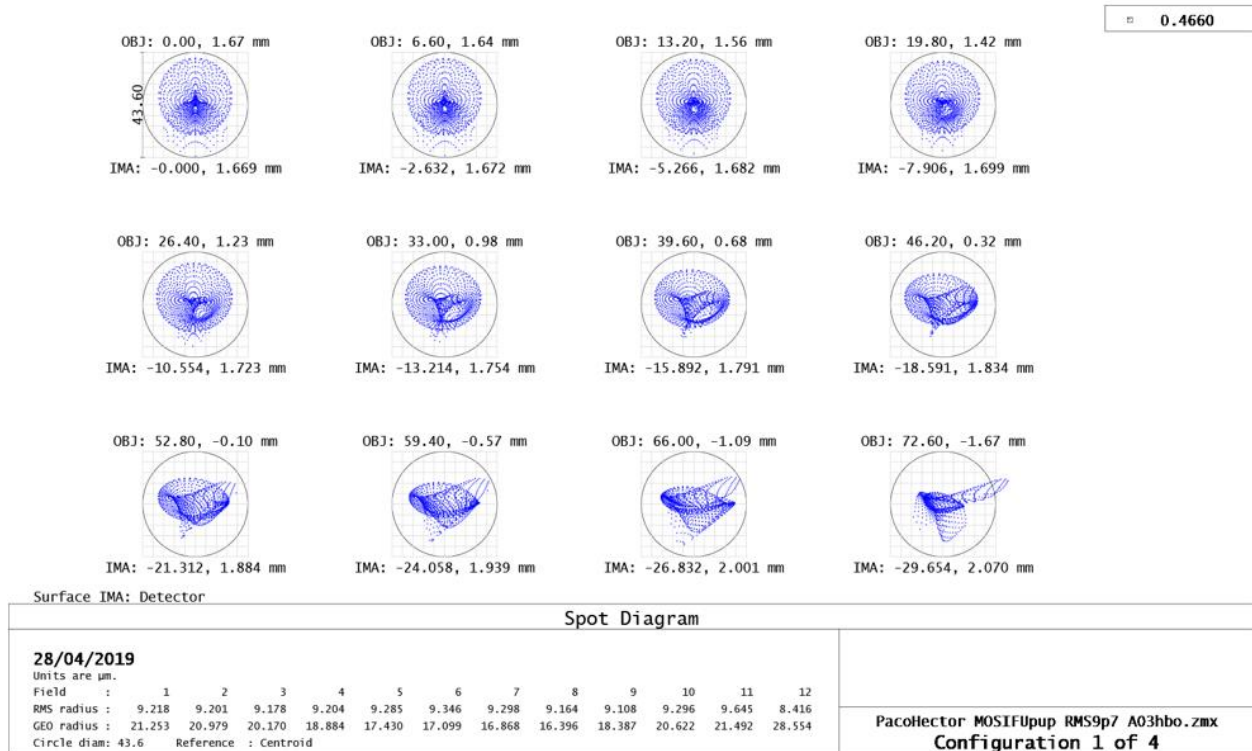 0.4660
OBJ: 0.00, 1.67 mm
OBJ: 6.60, 1.64 mm
OBJ: 13.20, 1.56 mm
OBJ: 19.80, 1.42 mm
43.60
IMA: -0.000, 1.669 mm
IMA: -2.632, 1.672 mm
IMA: -5.266, 1.682 mm
IMA: -7.906, 1.699 mm
OBJ: 26.40, 1.23 mm
OBJ: 33.00, 0.98 mm
OBJ: 39.60, 0.68 mm
OBJ: 46.20, 0.32 mm
IMA: -10.554, 1.723 mm
IMA: -13.214, 1.754 mm
IMA: -15.892, 1.791 mm
IMA: -18.591, 1.834 mm
OBJ: 52.80, -0.10 mm
OBJ: 59.40, -0.57 mm
OBJ: 66.00, -1.09 mm
OBJ: 72.60, -1.67 mm
IMA: -21.312, 1.884 mm
IMA: -24.058, 1.939 mm
IMA: -26.832, 2.001 mm
IMA: -29.654, 2.070 mm
Surface IMA: Detector
Spot Diagram
28/04/2019
Units are µm.
Field : 1 2 3 4 5 6 7 8 9 10 11 12
RMS radius : 9.218 9.201 9.178 9.204 9.285 9.346 9.298 9.164 9.108 9.296 9.645 8.416
GEO radius : 21.253 20.979 20.170 18.884 17.430 17.099 16.868 16.396 18.387 20.622 21.492 28.554
Circle diam: 43.6 Reference : Centroid
PacoHector MOSIFUpup RMS9p7 A03hbo.zmx
Configuration 1 of 4